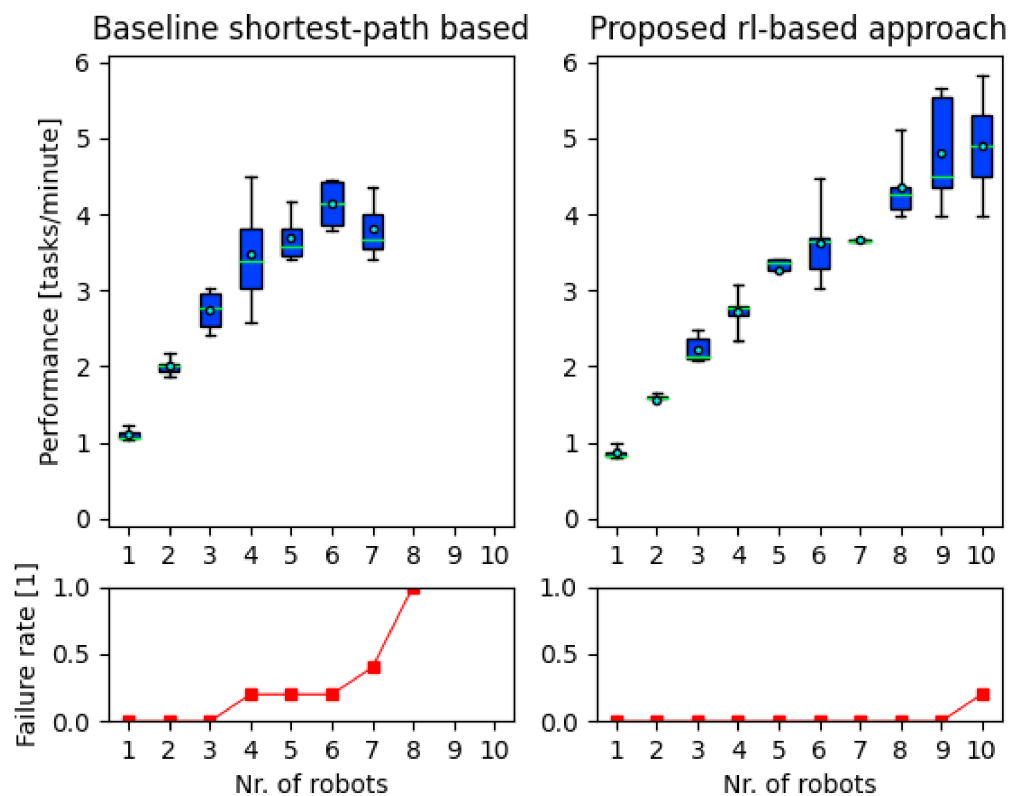 Baseline shortest-path based
Proposed rl-based approach
Performance [tasks/minute]
6
5
4
3
2
1
0
1 2 3 4 5 6 7 8 9 10
6
5
4
3
2
1
0
1 2 3 4 5 6 7 8 9 10
Failure rate [1]
1.0
0.5
0.0
1 2 3 4 5 6 7 8 9 10
Nr. of robots
1.0
0.5
0.0
1 2 3 4 5 6 7 8 9 10
Nr. of robots